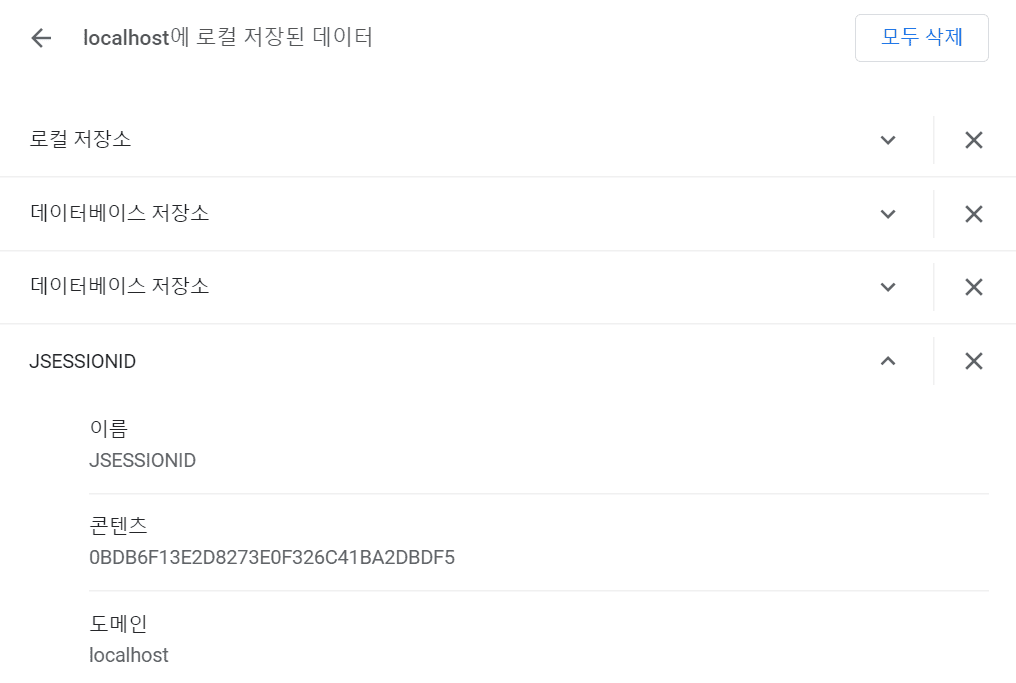 localhost에 로컬 저장된 데이터
모두 삭제
로컬 저장소
데이터베이스 저장소
데이터베이스 저장소
JSESSIONID
이름
JSESSIONID
콘텐츠
0BDB6F13E2D8273E0F326C41BA2DBDF5
도메인
localhost